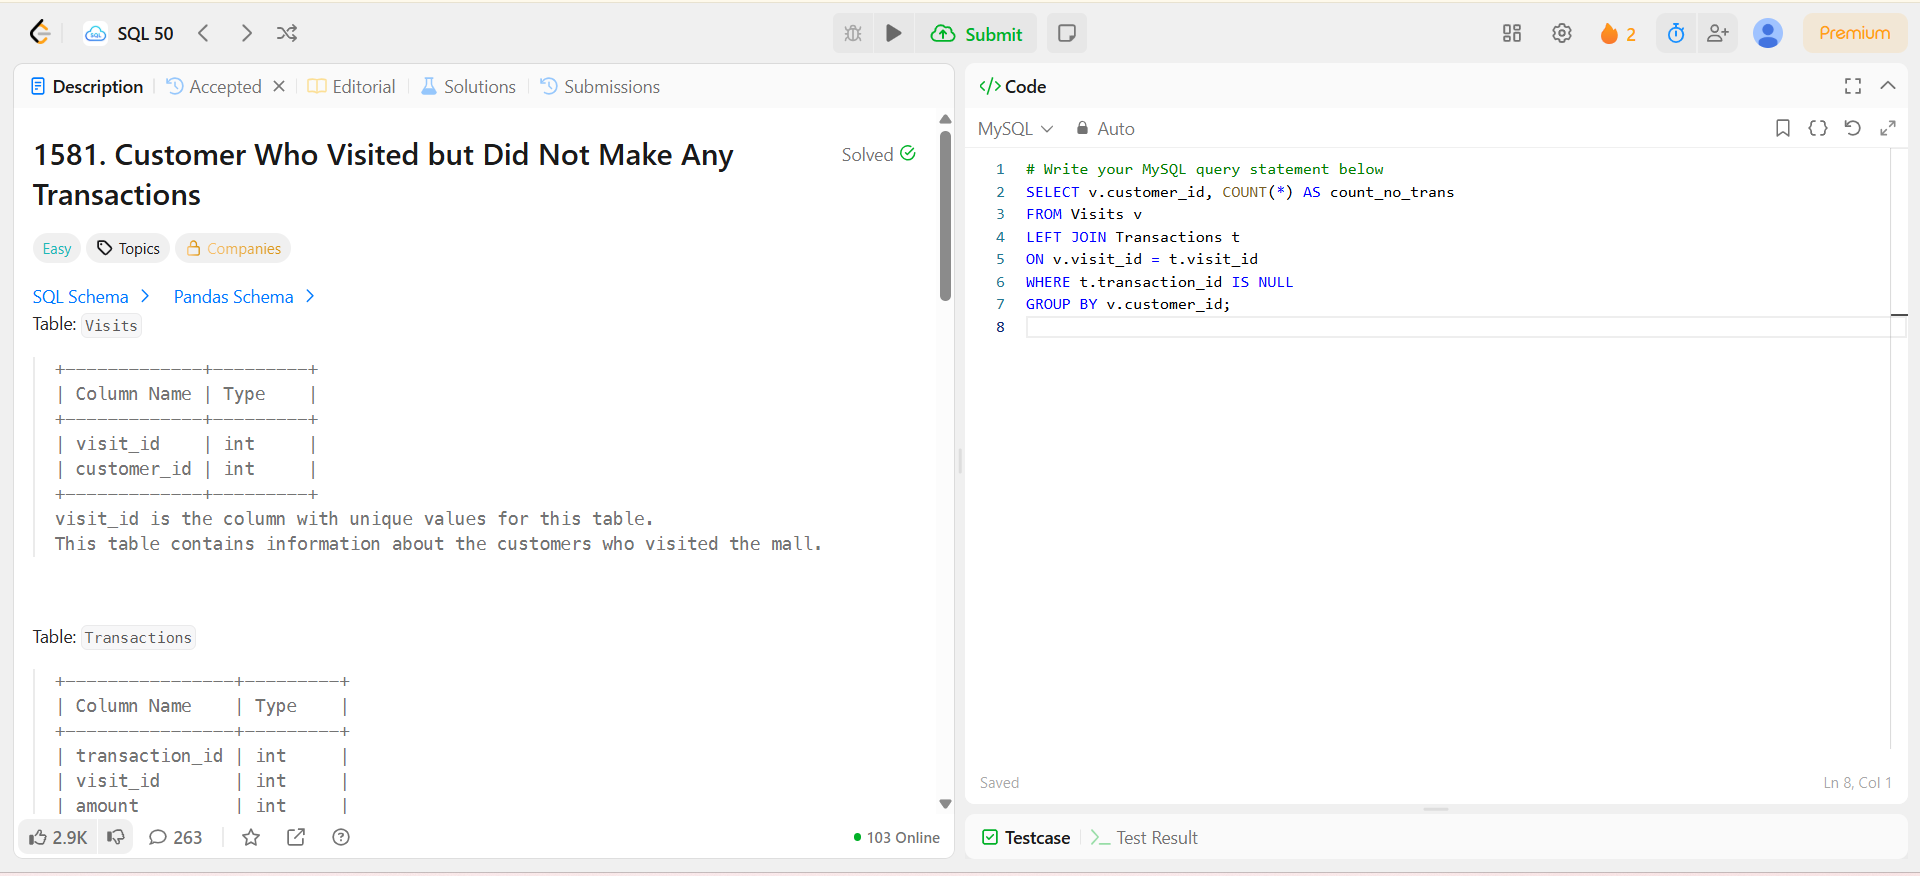 SQL 50
Submit
2
Premium
Description
Accepted
Editorial
Solutions
Submissions
1581. Customer Who Visited but Did Not Make Any
Transactions
Solved
Easy
Topics
Companies
SQL Schema
Pandas Schema
Table: Visits
+-------------+---------+
| Column Name | Type    |
+-------------+---------+
| visit_id    | int     |
| customer_id | int     |
+-------------+---------+
visit_id is the column with unique values for this table.
This table contains information about the customers who visited the mall.
Table: Transactions
+----------------+---------+
| Column Name    | Type    |
+----------------+---------+
| transaction_id | int     |
| visit_id       | int     |
| amount         | int     |
2.9K
263
103 Online
</> Code
MySQL
Auto
1 # Write your MySQL query statement below
2 SELECT v.customer_id, COUNT(*) AS count_no_trans
3 FROM Visits v
4 LEFT JOIN Transactions t
5 ON v.visit_id = t.visit_id
6 WHERE t.transaction_id IS NULL
7 GROUP BY v.customer_id;
8
Saved
Ln 8, Col 1
Testcase
Test Result